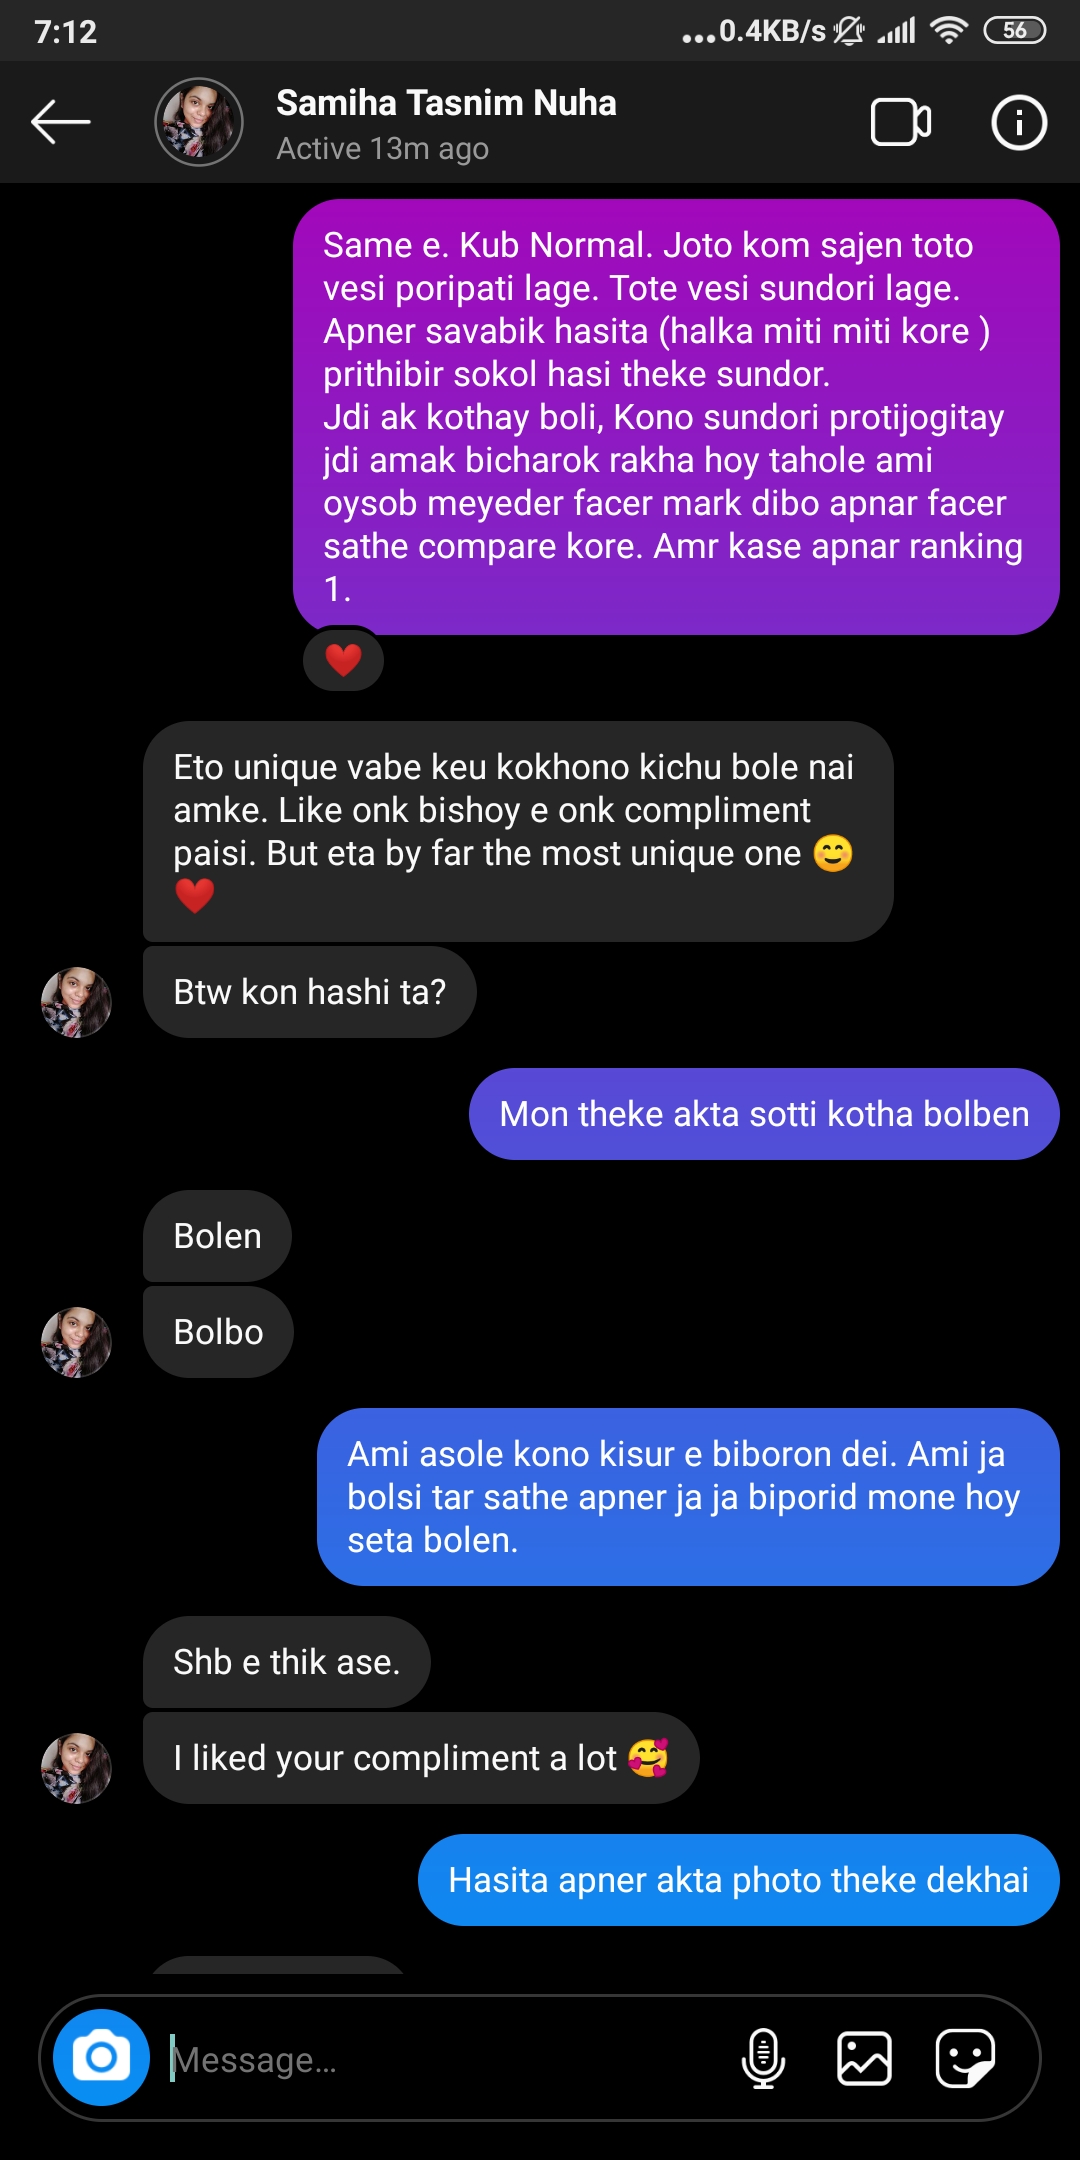 7:12
...0.4KB/s
56
Samiha Tasnim Nuha
Active 13m ago
Same e. Kub Normal. Joto kom sajen toto
vesi poripati lage. Tote vesi sundori lage.
Apner savabik hasita (halka miti miti kore )
prithibir sokol hasi theke sundor.
Jdi ak kothay boli, Kono sundori protijogitay
jdi amak bicharok rakha hoy tahole ami
oysob meyeder facer mark dibo apnar facer
sathe compare kore. Amr kase apnar ranking
1.
❤️
Eto unique vabe keu kokhono kichu bole nai
amke. Like onk bishoy e onk compliment
paisi. But eta by far the most unique one 😊
❤️
Btw kon hashi ta?
Mon theke akta sotti kotha bolben
Bolen
Bolbo
Ami asole kono kisur e biboron dei. Ami ja
bolsi tar sathe apner ja ja biporid mone hoy
seta bolen.
Shb e thik ase.
I liked your compliment a lot 🥰
Hasita apner akta photo theke dekhai
Message...